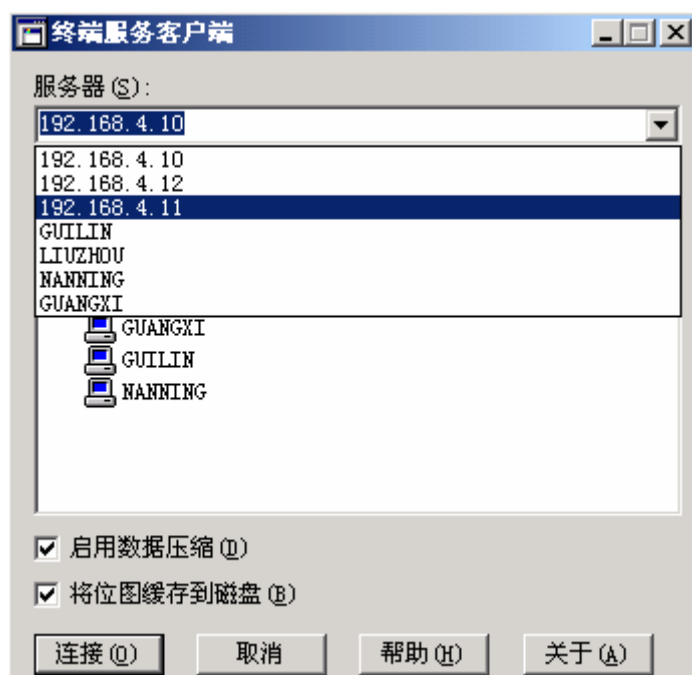 终端服务客户端
服务器(S):
192.168.4.10
192.168.4.10
192.168.4.12
192.168.4.11
GUILIN
LIUZHOU
NANNING
GUANGXI
GUANGXI
GUILIN
NANNING
启用数据压缩(D)
将位图缓存到磁盘(B)
连接(O) 取消 帮助(H) 关于(A)